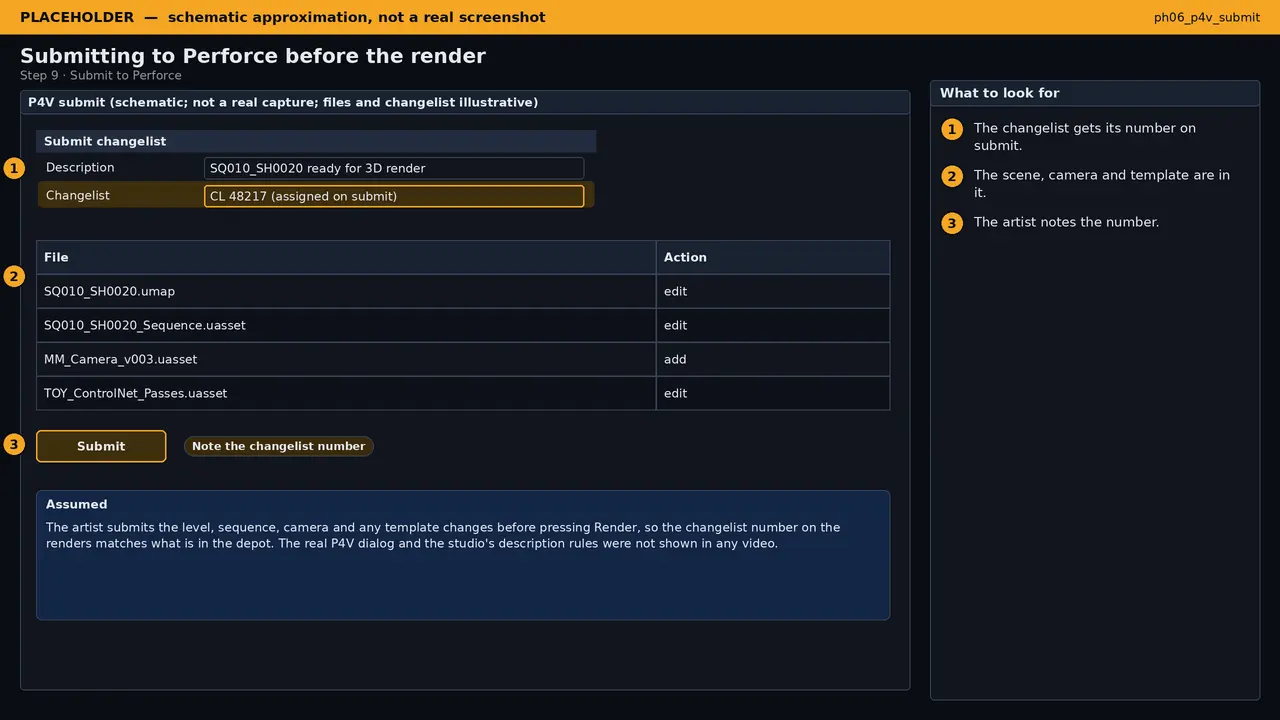 PLACEHOLDER — schematic approximation, not a real screenshot
ph06_p4v_submit
Submitting to Perforce before the render
Step 9 · Submit to Perforce
P4V submit (schematic; not a real capture; files and changelist illustrative)
Submit changelist
1
Description
SQ010_SH0020 ready for 3D render
Changelist
CL 48217 (assigned on submit)
2
File
Action
SQ010_SH0020.umap
edit
SQ010_SH0020_Sequence.uasset
edit
MM_Camera_v003.uasset
add
TOY_ControlNet_Passes.uasset
edit
3
Submit
Note the changelist number
Assumed
The artist submits the level, sequence, camera and any template changes before pressing Render, so the changelist number on the
renders matches what is in the depot. The real P4V dialog and the studio's description rules were not shown in any video.
What to look for
1
The changelist gets its number on
submit.
2
The scene, camera and template are in
it.
3
The artist notes the number.